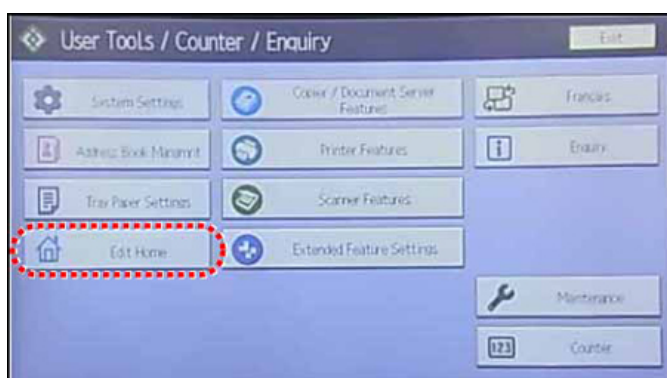 User Tools / Counter / Enquiry
Exit
System Settings
Copier / Document Server
Features
Français
Address Book Mangmnt
Printer Features
Enquiry
Tray Paper Settings
Scanner Features
Edit Home
Extended Feature Settings
Maintenance
123
Counter